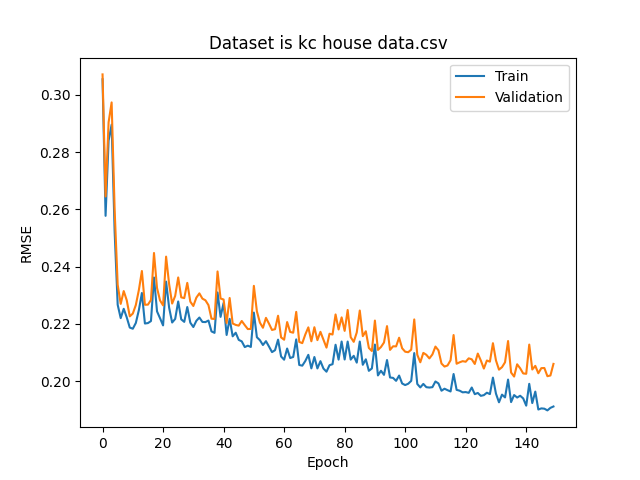 Dataset is kc house data.csv
Train
Validation
RMSE
0.30
0.28
0.26
0.24
0.22
0.20
0 20 40 60 80 100 120 140
Epoch